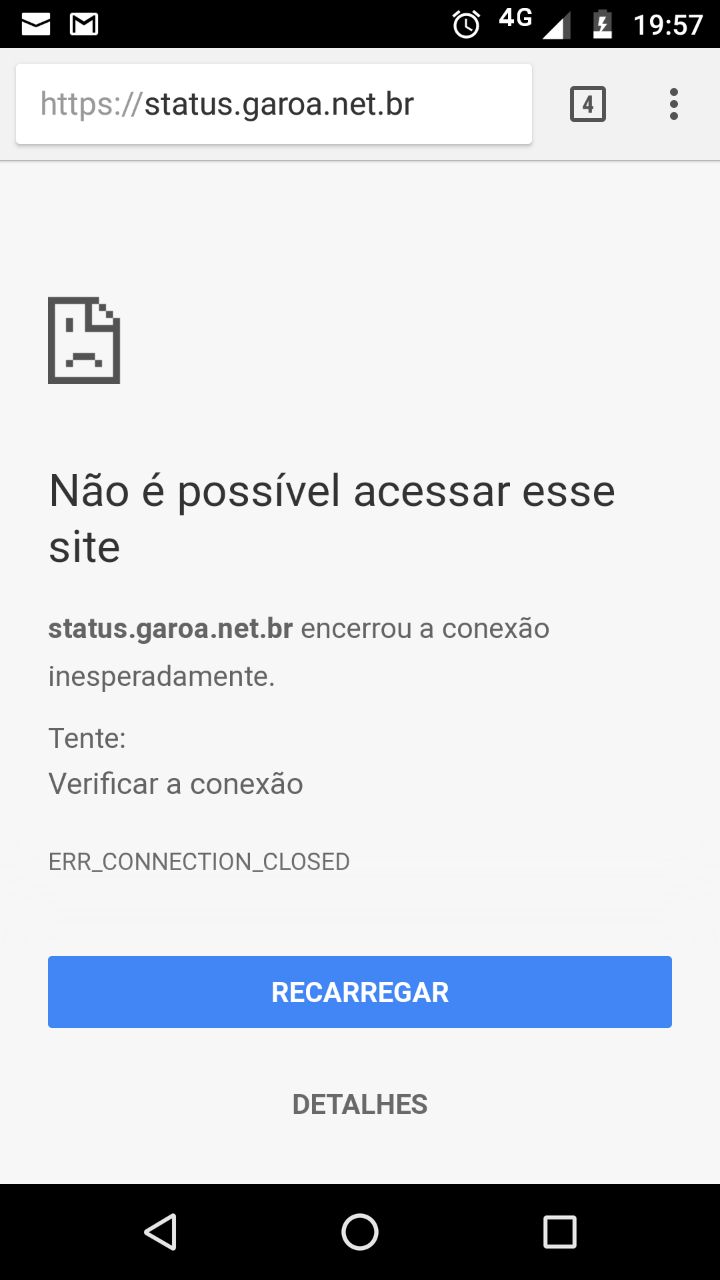 4G 19:57
https://status.garoa.net.br 4
Não é possível acessar esse
site
status.garoa.net.br encerrou a conexão
inesperadamente.
Tente:
Verificar a conexão
ERR_CONNECTION_CLOSED
RECARREGAR
DETALHES